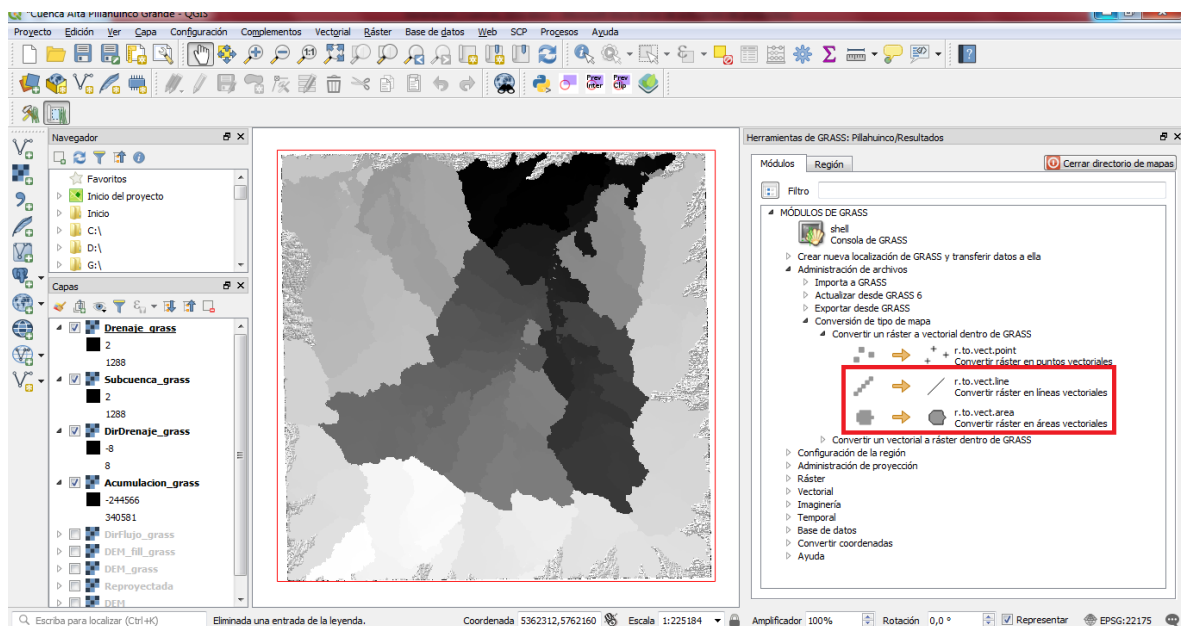 "Cuenca Alta Pillahuinco Grande - QGIS
Proyecto Edición Ver Capa Configuración Complementos Vectorial Ráster Base de datos Web SCP Procesos Ayuda
Prev Inter Prev Clip
Navegador
Favoritos
Inicio del proyecto
Inicio
C:\
D:\
G:\
Capas
Drenaje_grass
2
1288
Subcuenca_grass
2
1288
DirDrenaje_grass
-8
8
Acumulacion_grass
-244566
340581
DirFlujo_grass
DEM_fill_grass
DEM_grass
Reproyectada
DEM
Herramientas de GRASS: Pillahuinco/Resultados
Módulos Región Cerrar directorio de mapas
Filtro
MÓDULOS DE GRASS
shell
Consola de GRASS
Crear nueva localización de GRASS y transferir datos a ella
Administración de archivos
Importa a GRASS
Actualizar desde GRASS 6
Exportar desde GRASS
Conversión de tipo de mapa
Convertir un ráster a vectorial dentro de GRASS
r.to.vect.point
Convertir ráster en puntos vectoriales
r.to.vect.line
Convertir ráster en líneas vectoriales
r.to.vect.area
Convertir ráster en áreas vectoriales
Convertir un vectorial a ráster dentro de GRASS
Configuración de la región
Administración de proyección
Ráster
Vectorial
Imaginería
Temporal
Base de datos
Convertir coordenadas
Ayuda
Escriba para localizar (Ctrl+K) Eliminada una entrada de la leyenda. Coordenada 5362312,5762160 Escala 1:225184 Amplificador 100% Rotación 0,0 ° Representar EPSG:22175